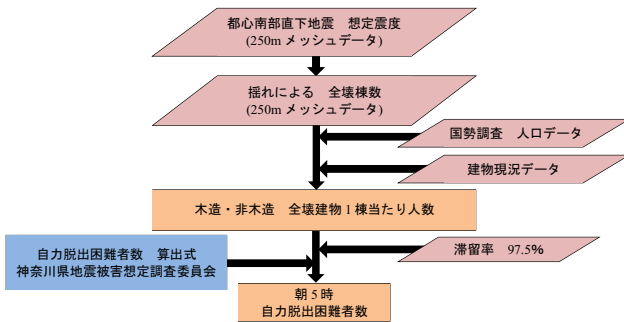 都心南部直下地震　想定震度
(250m メッシュデータ)
揺れによる　全壊棟数
(250m メッシュデータ)
国勢調査　人口データ
建物現況データ
木造・非木造　全壊建物1棟当たり人数
自力脱出困難者数　算出式
神奈川県地震被害想定調査委員会
滞留率　97.5%
朝5時
自力脱出困難者数